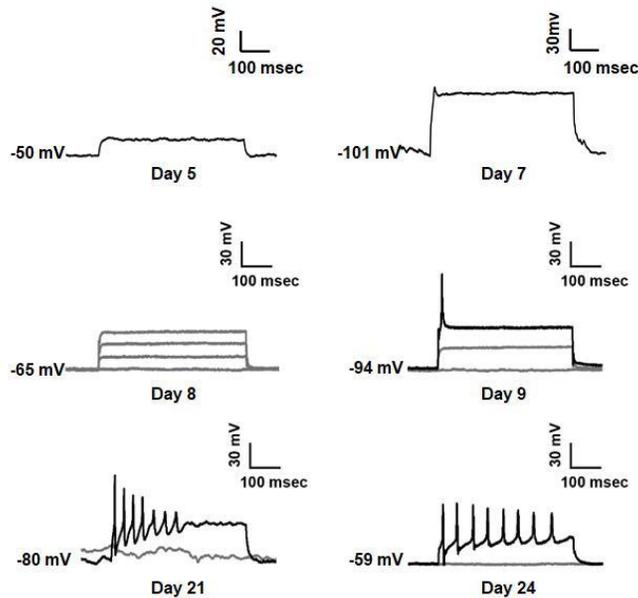 20 mV
100 msec
-50 mV
Day 5
30mv
100 msec
-101 mV
Day 7
30 mV
100 msec
-65 mV
Day 8
30 mV
100 msec
-94 mV
Day 9
30 mV
100 msec
-80 mV
Day 21
30 mV
100 msec
-59 mV
Day 24